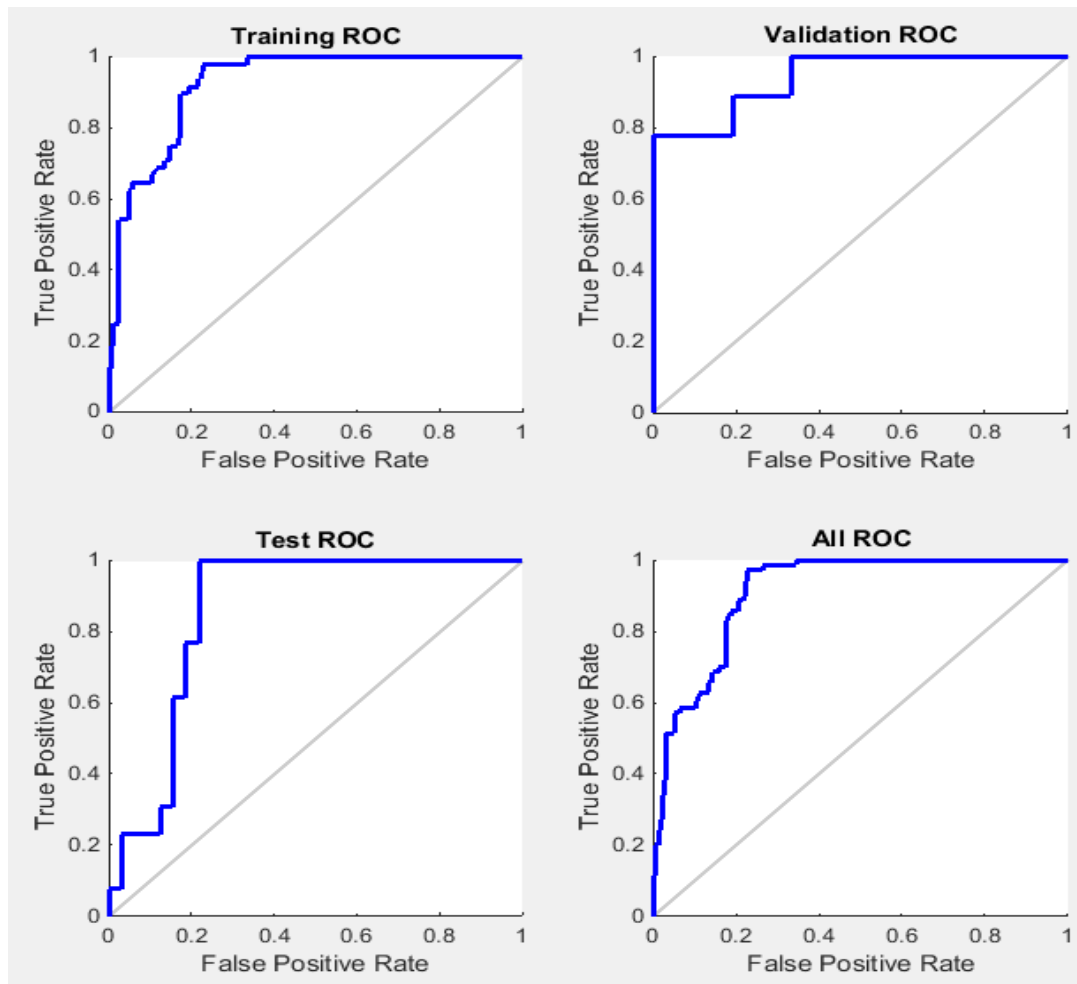 Training ROC
1
0.8
0.6
0.4
0.2
0
True Positive Rate
0 0.2 0.4 0.6 0.8 1
False Positive Rate
Validation ROC
1
0.8
0.6
0.4
0.2
0
True Positive Rate
0 0.2 0.4 0.6 0.8 1
False Positive Rate
Test ROC
1
0.8
0.6
0.4
0.2
0
True Positive Rate
0 0.2 0.4 0.6 0.8 1
False Positive Rate
All ROC
1
0.8
0.6
0.4
0.2
0
True Positive Rate
0 0.2 0.4 0.6 0.8 1
False Positive Rate